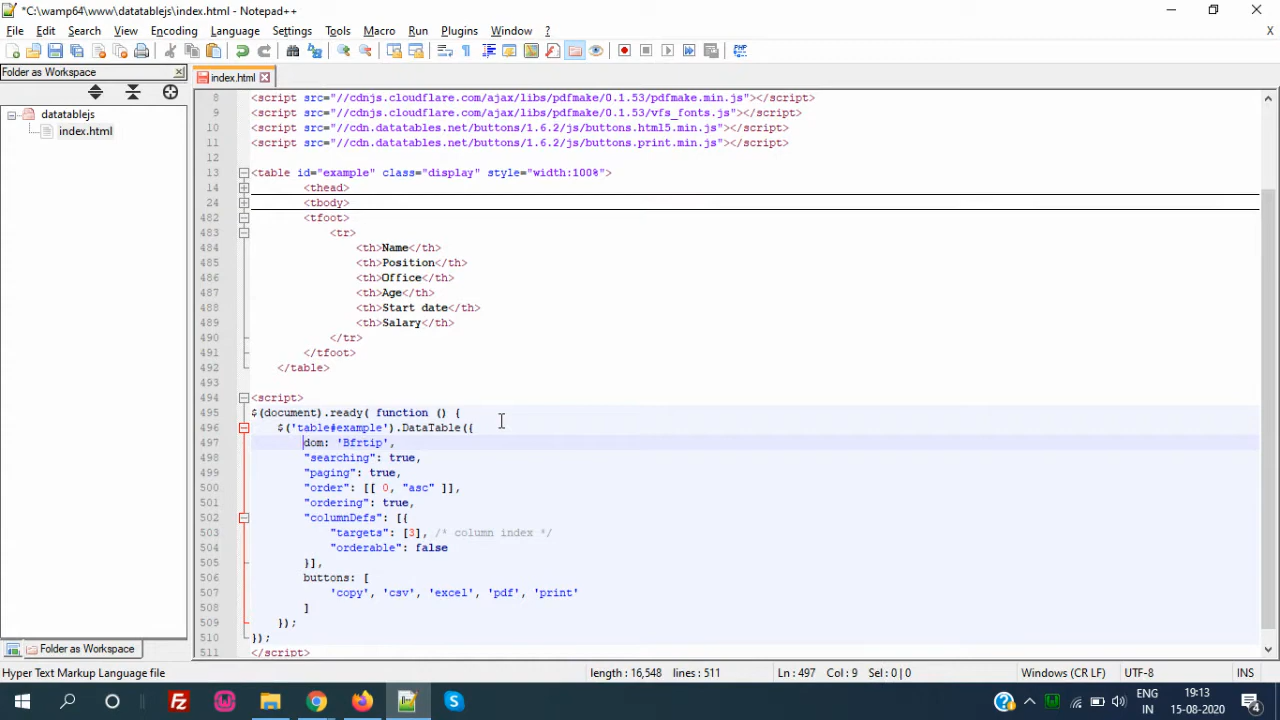 *C:\wamp64\www\datatablejs\index.html - Notepad++
File Edit Search View Encoding Language Settings Tools Macro Run Plugins Window ? X
Folder as Workspace
index.html
datatablejs
index.html
8 <script src="//cdnjs.cloudflare.com/ajax/libs/pdfmake/0.1.53/pdfmake.min.js"></script>
9 <script src="//cdnjs.cloudflare.com/ajax/libs/pdfmake/0.1.53/vfs_fonts.js"></script>
10 <script src="//cdn.datatables.net/buttons/1.6.2/js/buttons.html5.min.js"></script>
11 <script src="//cdn.datatables.net/buttons/1.6.2/js/buttons.print.min.js"></script>
12
13 <table id="example" class="display" style="width:100%">
14 <thead>
24 <tbody>
482 <tfoot>
483 <tr>
484 <th>Name</th>
485 <th>Position</th>
486 <th>Office</th>
487 <th>Age</th>
488 <th>Start date</th>
489 <th>Salary</th>
490 </tr>
491 </tfoot>
492 </table>
493
494 <script>
495 $(document).ready( function () {
496 $('table#example').DataTable({
497 dom: 'Bfrtip',
498 "searching": true,
499 "paging": true,
500 "order": [[ 0, "asc" ]],
501 "ordering": true,
502 "columnDefs": [{
503 "targets": [3], /* column index */
504 "orderable": false
505 }],
506 buttons: [
507 'copy', 'csv', 'excel', 'pdf', 'print'
508 ]
509 });
510 });
511 </script>
Folder as Workspace
Hyper Text Markup Language file length : 16,548 lines : 511 Ln : 497 Col : 9 Sel : 0 | 0 Windows (CR LF) UTF-8 INS
ENG 19:13
IN 15-08-2020 4